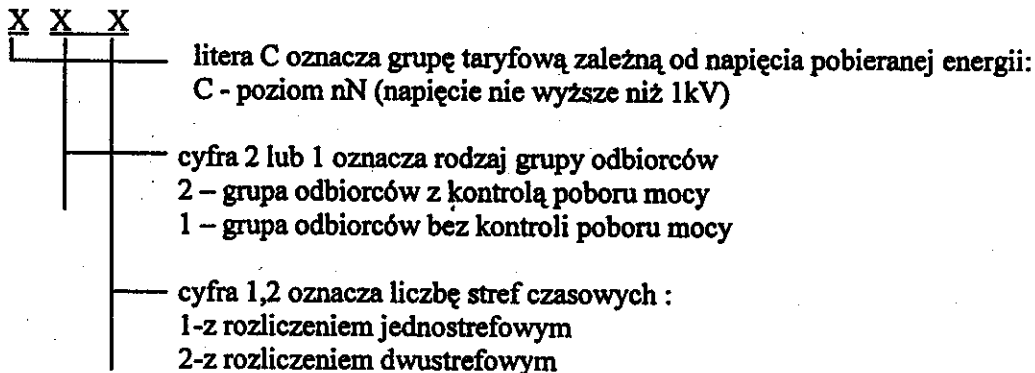 X X X
litera C oznacza grupę taryfową zależną od napięcia pobieranej energii:
C - poziom nN (napięcie nie wyższe niż 1kV)
cyfra 2 lub 1 oznacza rodzaj grupy odbiorców
2 – grupa odbiorców z kontrolą poboru mocy
1 – grupa odbiorców bez kontroli poboru mocy
cyfra 1,2 oznacza liczbę stref czasowych :
1-z rozliczeniem jednostrefowym
2-z rozliczeniem dwustrefowym